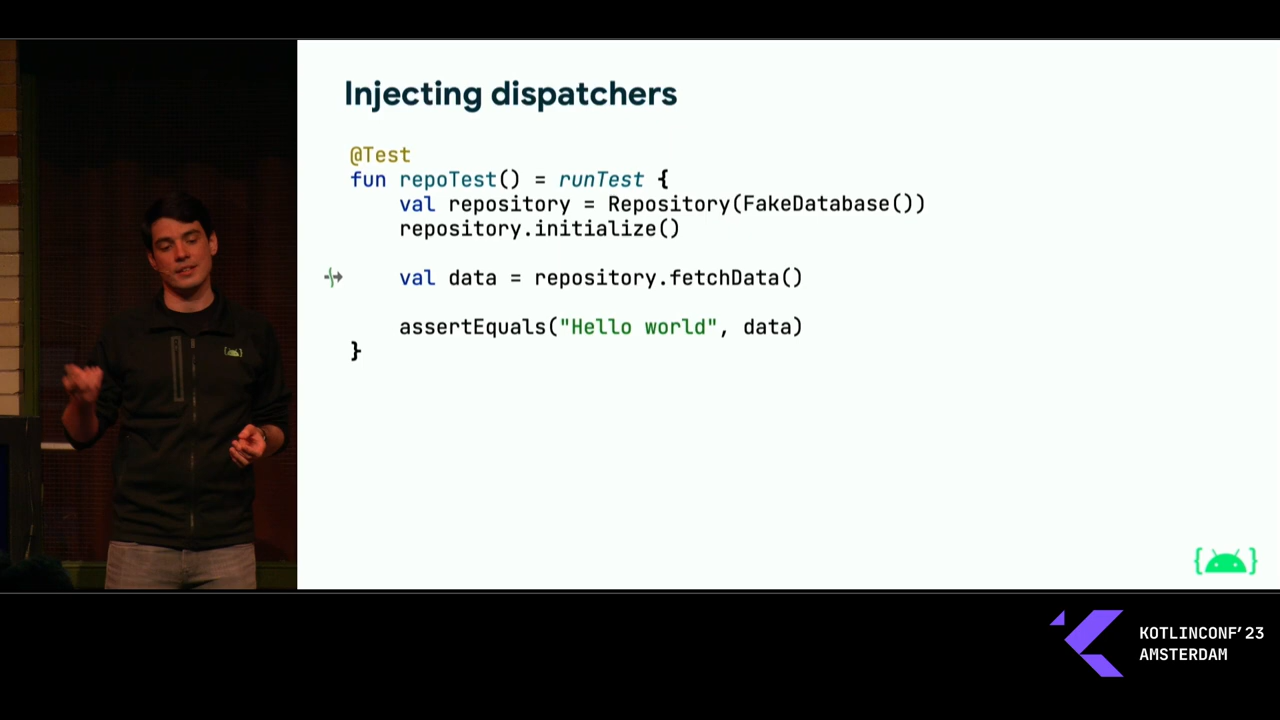 Injecting dispatchers
@Test
fun repoTest() = runTest {
val repository = Repository(FakeDatabase())
repository.initialize()
val data = repository.fetchData()
assertEquals("Hello world", data)
}
KOTLINCONF'23
AMSTERDAM